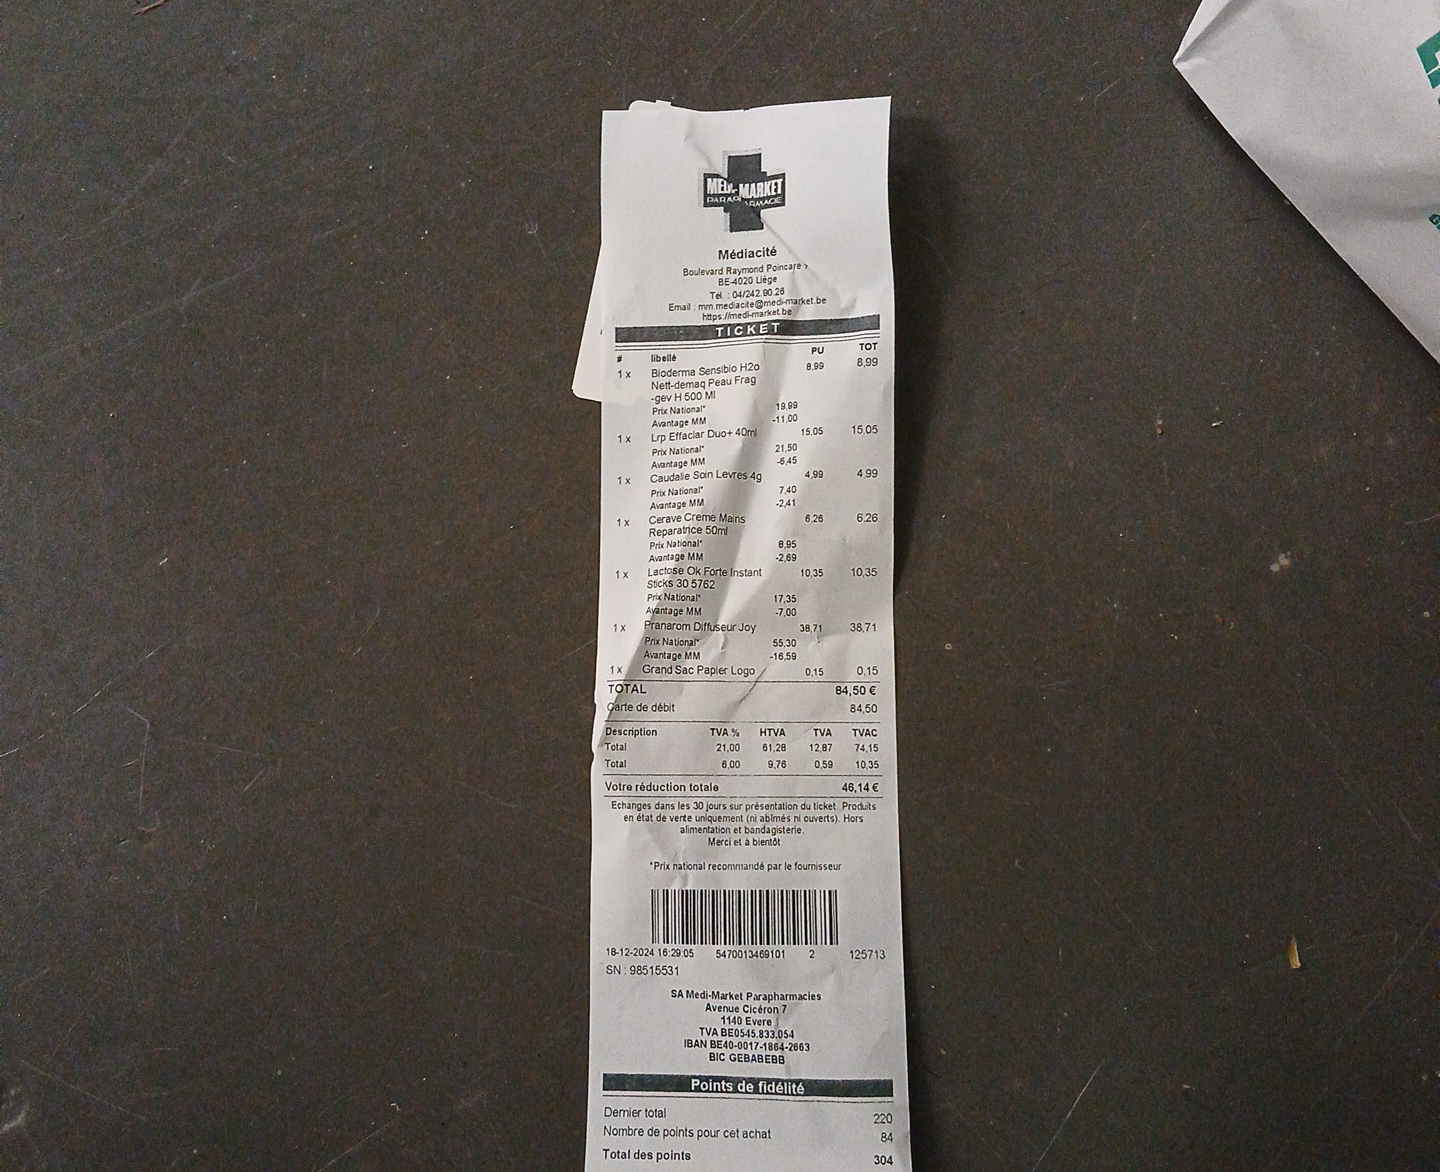 MEDI-MARKET
PARAPHARMACIE
Médiacité
Boulevard Raymond Poincare
BE-4020 Liège
Tél. : 04/242.90.26
Email : mm.mediacite@medi-market.be
https://medi-market.be
TICKET
# libellé PU TOT
1 x Bioderma Sensibio H2o 8,99 8,99
Nett-demaq Peau Frag
-gev H 500 Ml
Prix National* 19,99
Avantage MM -11,00
1 x Lrp Effaclar Duo+ 40ml 15,05 15,05
Prix National* 21,50
Avantage MM -6,45
1 x Caudalie Soin Levres 4g 4,99 4,99
Prix National* 7,40
Avantage MM -2,41
1 x Cerave Creme Mains 6,26 6,26
Reparatrice 50ml
Prix National* 8,95
Avantage MM -2,69
1 x Lactose Ok Forte Instant 10,35 10,35
Sticks 30 5762
Prix National* 17,35
Avantage MM -7,00
1 x Pranarom Diffuseur Joy 38,71 38,71
Prix National* 55,30
Avantage MM -16,59
1 x Grand Sac Papier Logo 0,15 0,15
TOTAL 84,50 €
Carte de débit 84,50
Description TVA % HTVA TVA TVAC
Total 21,00 61,28 12,87 74,15
Total 6,00 9,76 0,59 10,35
Votre réduction totale 46,14 €
Echanges dans les 30 jours sur présentation du ticket. Produits
en état de vente uniquement (ni abîmés ni ouverts). Hors
alimentation et bandagisterie.
Merci et à bientôt
*Prix national recommandé par le fournisseur
18-12-2024 16:29:05 5470013469101 2 125713
SN : 98515531
SA Medi-Market Parapharmacies
Avenue Cicéron 7
1140 Evere
TVA BE0545.833.054
IBAN BE40-0017-1864-2663
BIC GEBABEBB
Points de fidélité
Dernier total 220
Nombre de points pour cet achat 84
Total des points 304